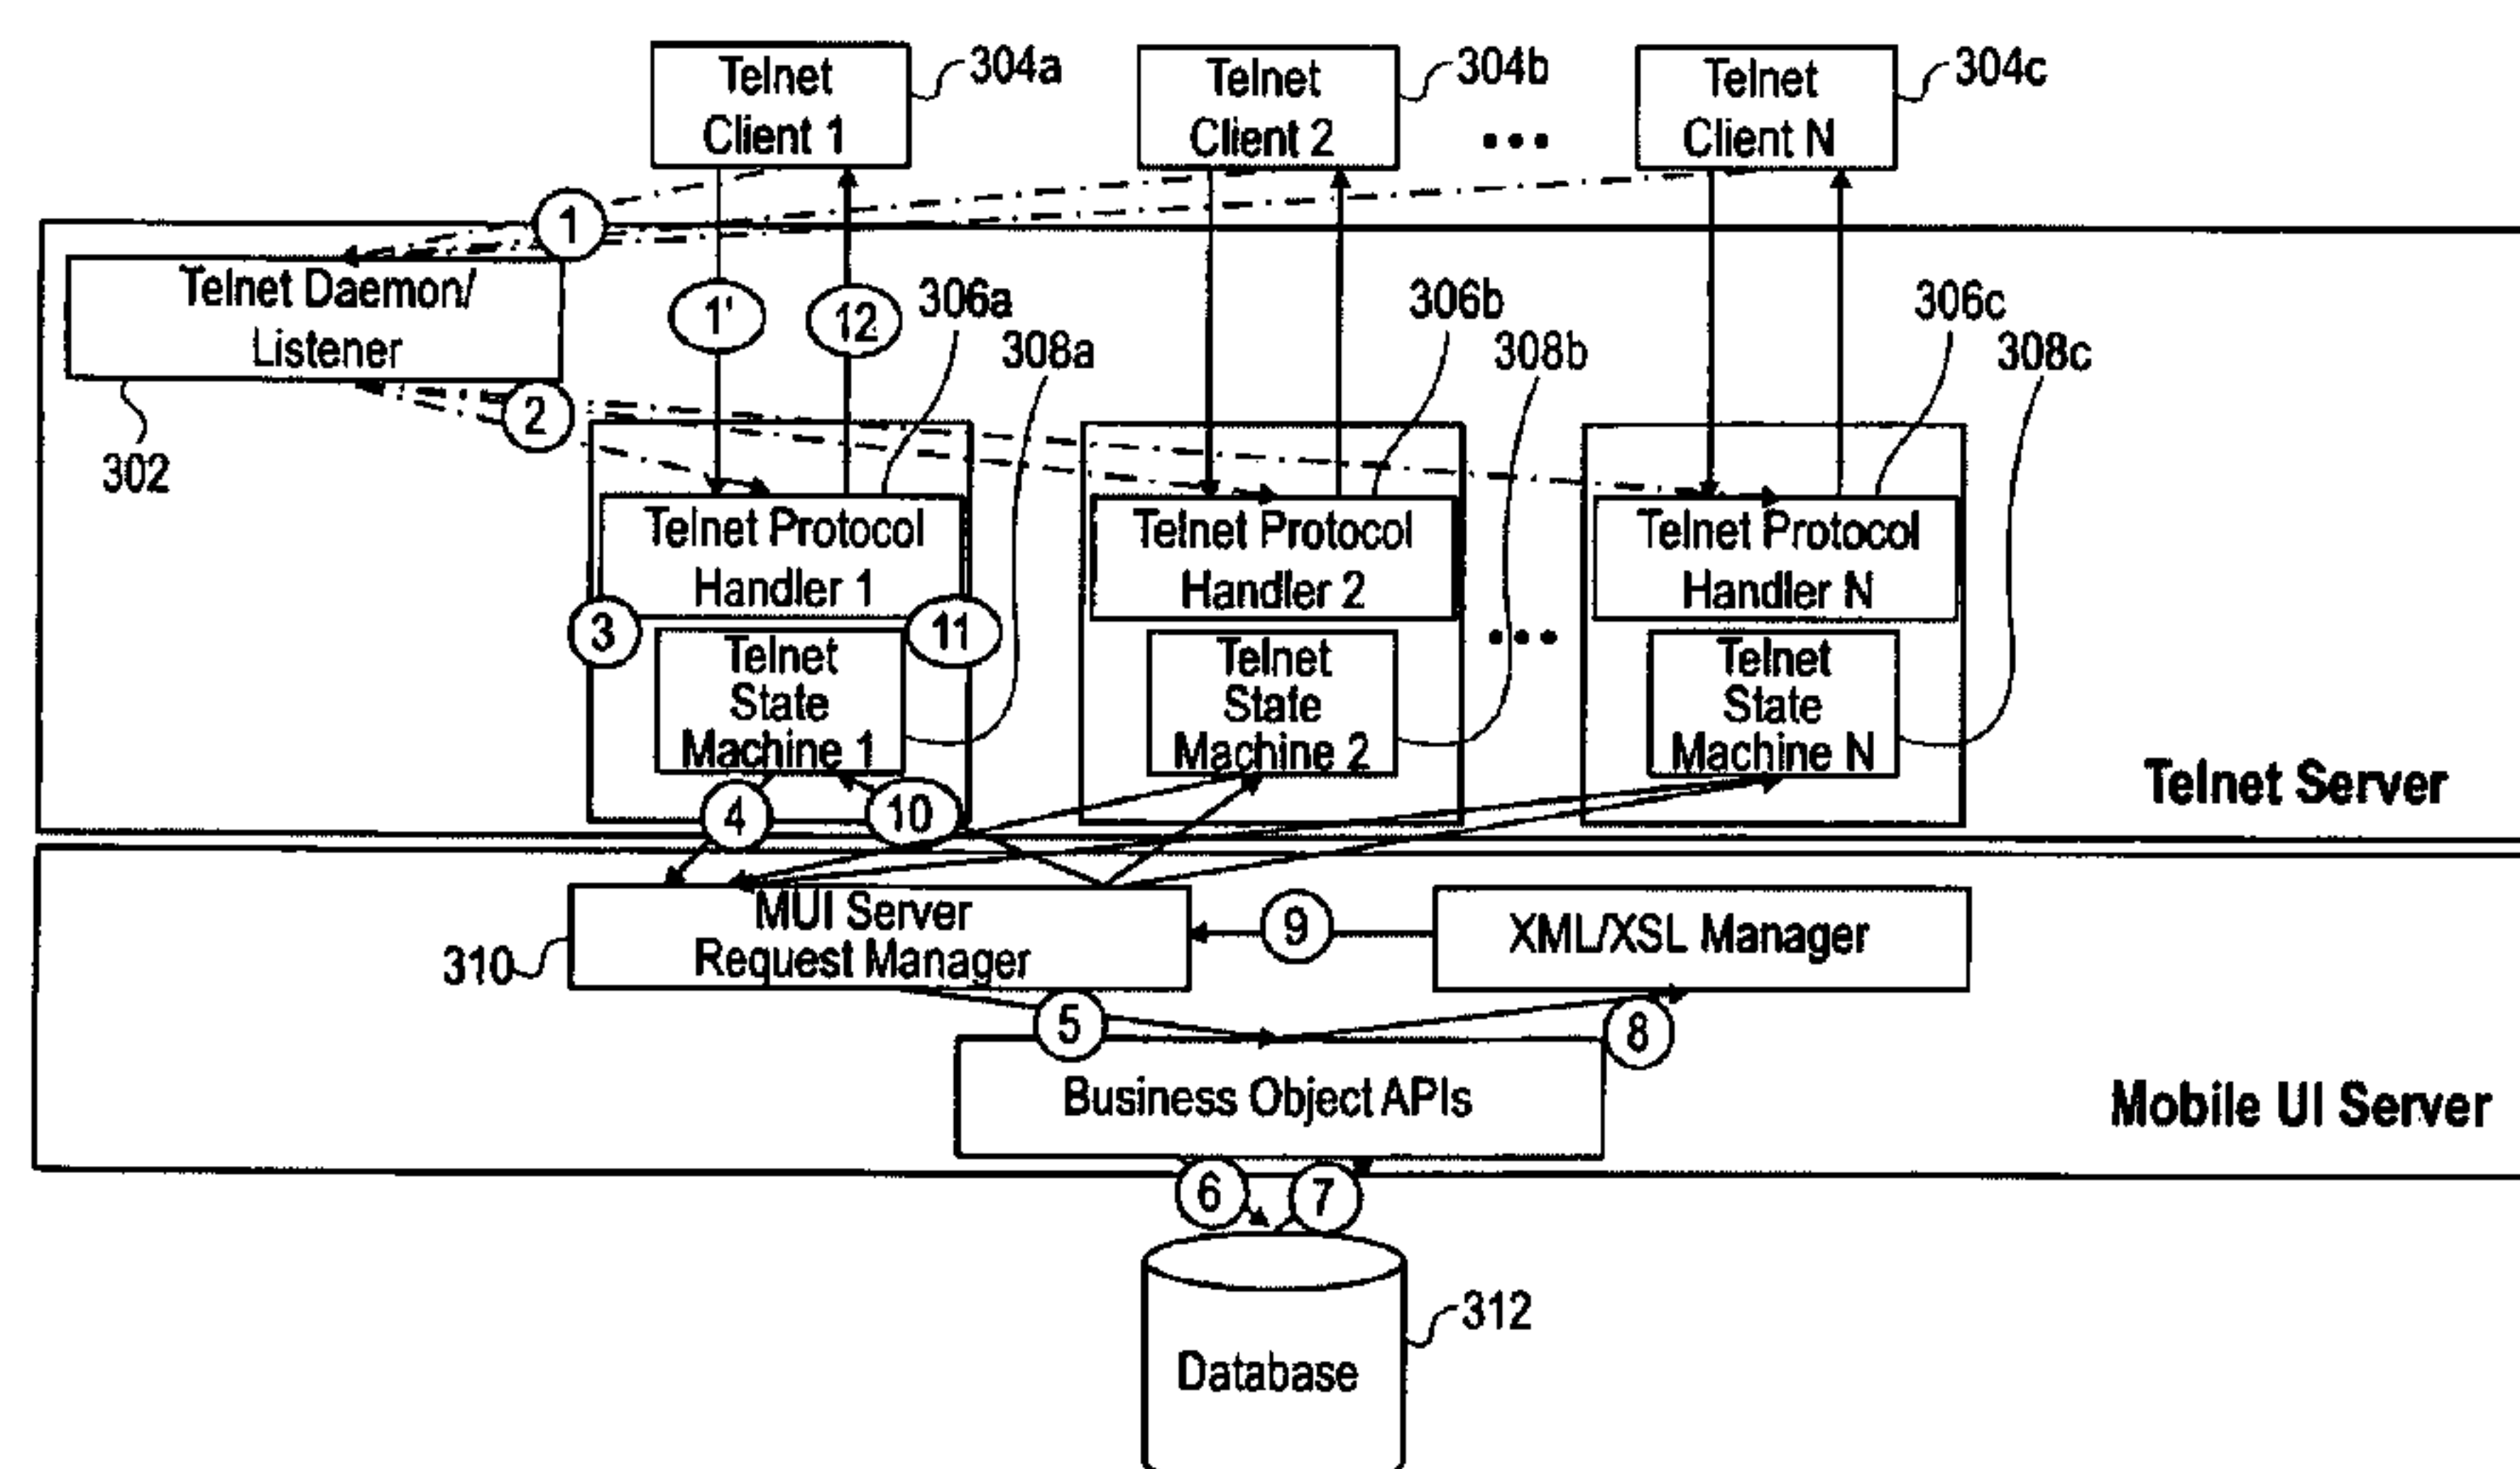 Telnet
Client 1
304a
Telnet
Client 2
304b
•••
Telnet
Client N
304c
1
Telnet Daemon/
Listener
302
1'
12
306a
308a
306b
308b
306c
308c
2
Telnet Protocol
Handler 1
Telnet Protocol
Handler 2
Telnet Protocol
Handler N
3
11
•••
Telnet
State
Machine 1
Telnet
State
Machine 2
Telnet
State
Machine N
Telnet Server
4
10
MUI Server
Request Manager
310
9
XML/XSL Manager
5
8
Business Object APIs
Mobile UI Server
6
7
312
Database